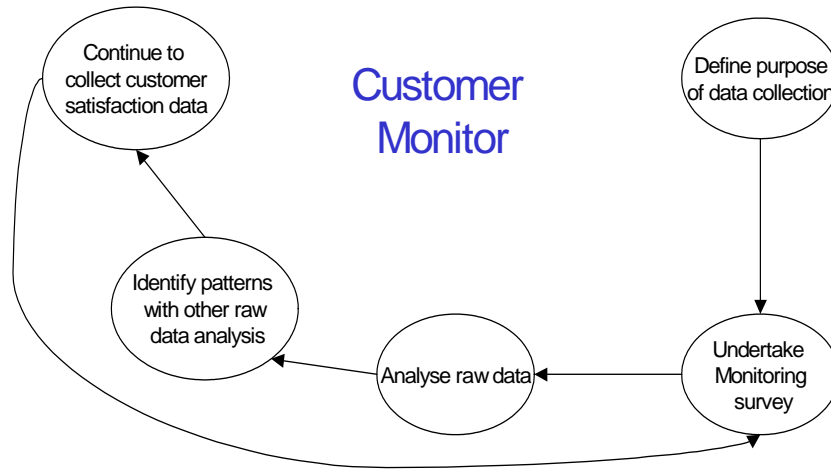 Continue to
collect customer
satisfaction data
Customer
Monitor
Define purpose
of data collection
Identify patterns
with other raw
data analysis
Analyse raw data
Undertake
Monitoring
survey